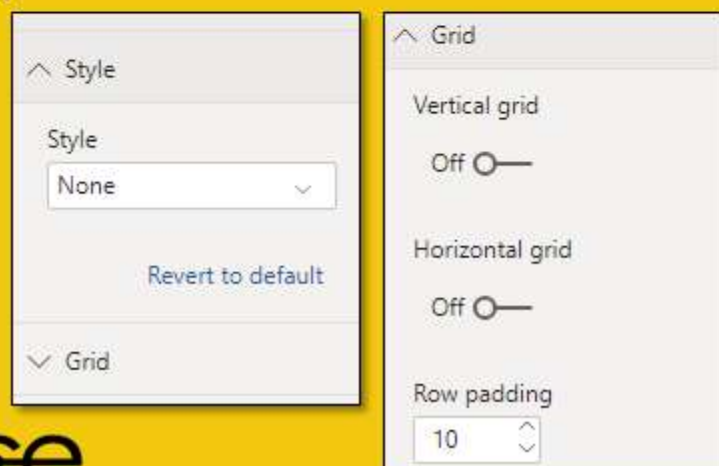 Style
Style
None
Revert to default
Grid
Grid
Vertical grid
Off
Horizontal grid
Off
Row padding
10